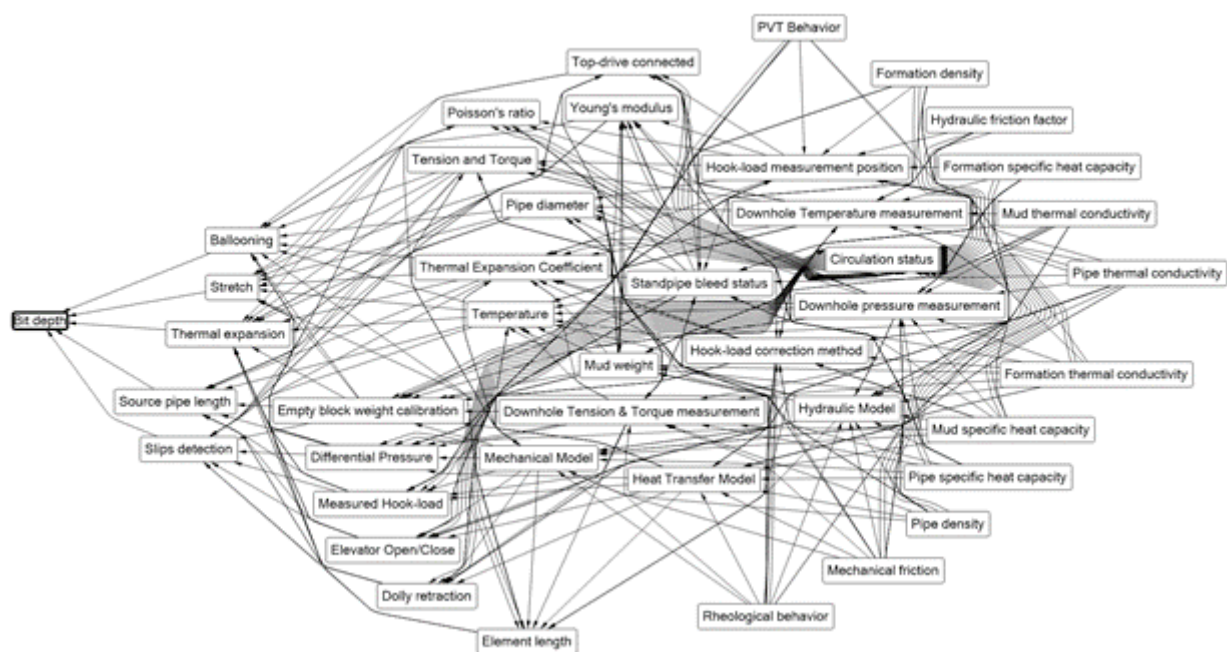 PVT Behavior
Top-drive connected
Formation density
Poisson's ratio
Young's modulus
Hydraulic friction factor
Tension and Torque
Hook-load measurement position
Formation specific heat capacity
Pipe diameter
Downhole Temperature measurement
Mud thermal conductivity
Ballooning
Circulation status
Thermal Expansion Coefficient
Standpipe bleed status
Pipe thermal conductivity
Stretch
Downhole pressure measurement
Bit depth
Temperature
Thermal expansion
Hook-load correction method
Mud weight
Formation thermal conductivity
Source pipe length
Empty block weight calibration
Downhole Tension & Torque measurement
Hydraulic Model
Mud specific heat capacity
Slips detection
Differential Pressure
Mechanical Model
Heat Transfer Model
Pipe specific heat capacity
Measured Hook-load
Pipe density
Elevator Open/Close
Mechanical friction
Dolly retraction
Rheological behavior
Element length